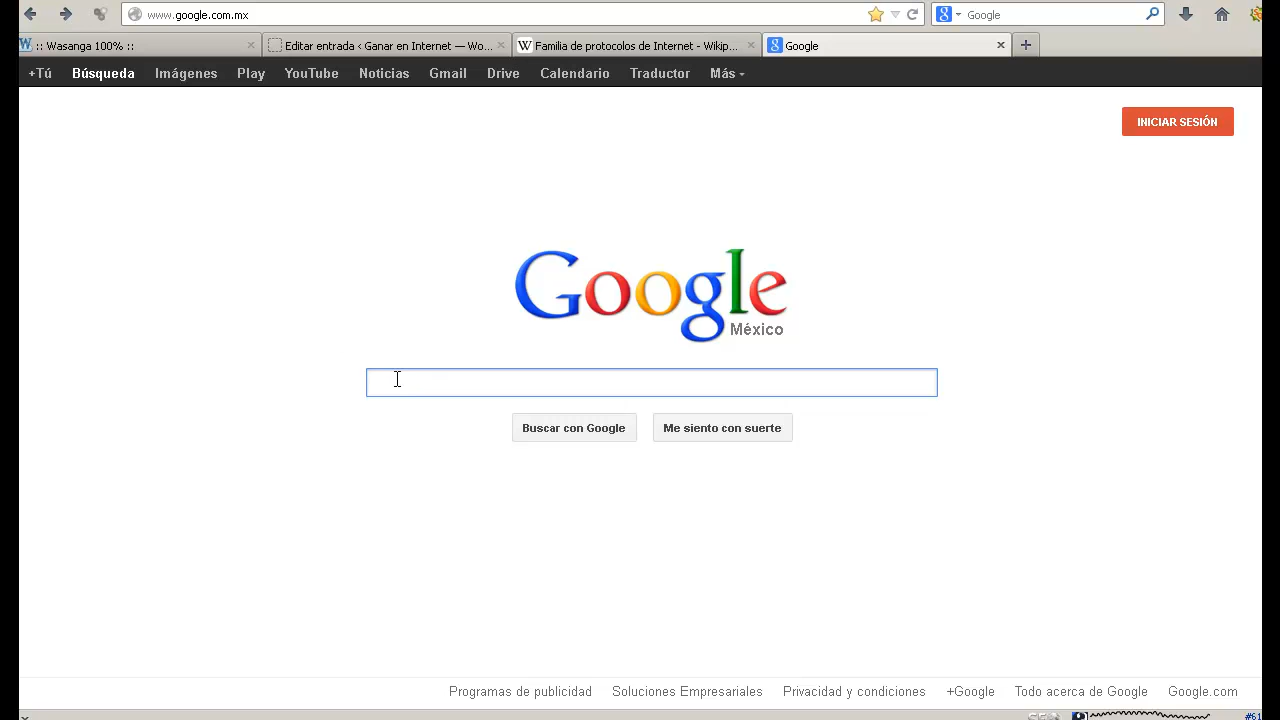 www.google.com.mx
Google
:: Wasanga 100% ::
Editar entrada ‹ Ganar en Internet — Wo...
Familia de protocolos de Internet - Wikip...
Google
+Tú Búsqueda Imágenes Play YouTube Noticias Gmail Drive Calendario Traductor Más
INICIAR SESIÓN
Google
México
Buscar con Google
Me siento con suerte
Programas de publicidad Soluciones Empresariales Privacidad y condiciones +Google Todo acerca de Google Google.com